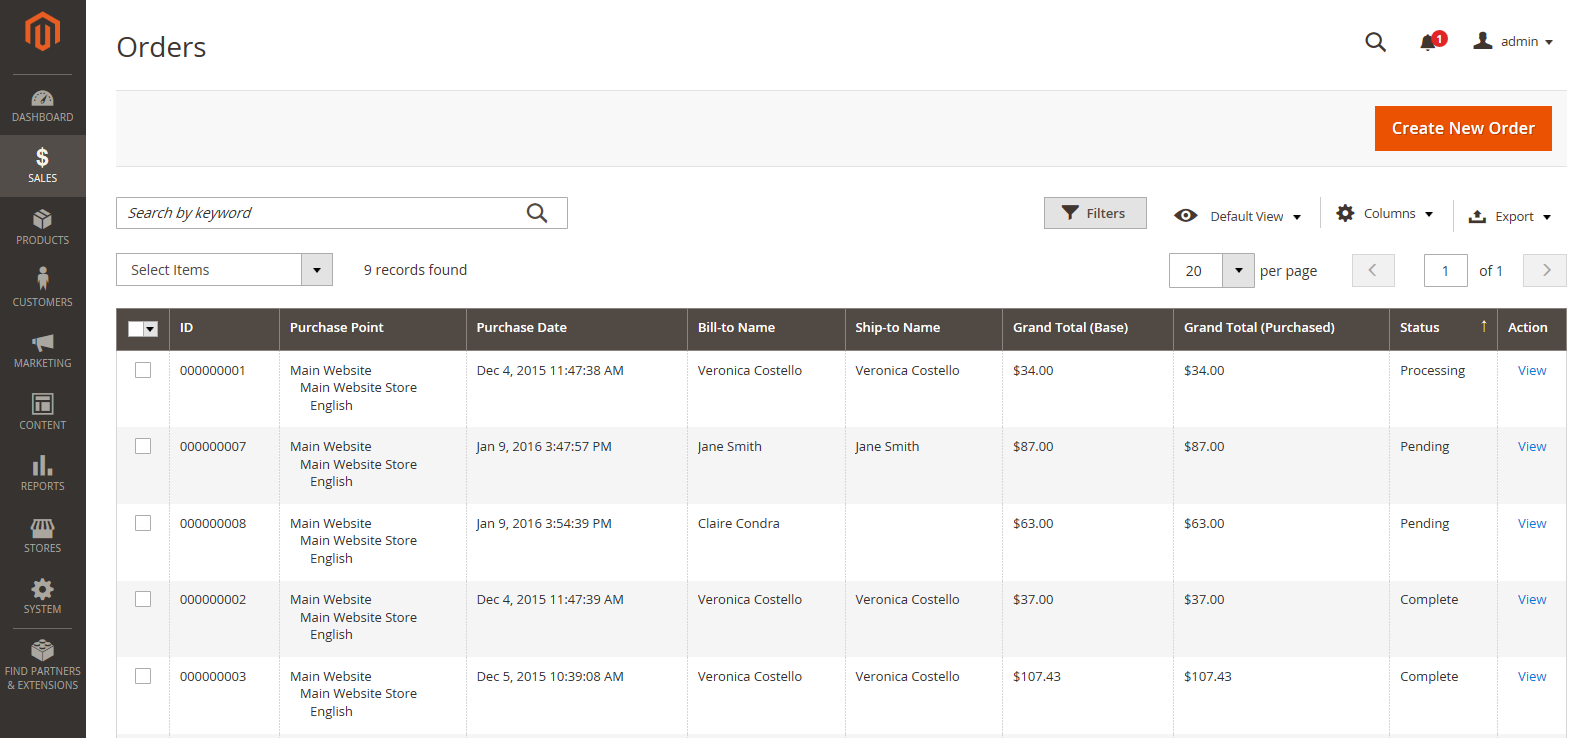 Orders
1
admin
DASHBOARD
SALES
PRODUCTS
CUSTOMERS
MARKETING
CONTENT
REPORTS
STORES
SYSTEM
FIND PARTNERS
& EXTENSIONS
Create New Order
Search by keyword
Filters
Default View
Columns
Export
Select Items
9 records found
20
per page
1
of 1
ID Purchase Point Purchase Date Bill-to Name Ship-to Name Grand Total (Base) Grand Total (Purchased) Status ↑ Action
000000001 Main Website Dec 4, 2015 11:47:38 AM Veronica Costello Veronica Costello $34.00 $34.00 Processing View
Main Website Store
English
000000007 Main Website Jan 9, 2016 3:47:57 PM Jane Smith Jane Smith $87.00 $87.00 Pending View
Main Website Store
English
000000008 Main Website Jan 9, 2016 3:54:39 PM Claire Condra $63.00 $63.00 Pending View
Main Website Store
English
000000002 Main Website Dec 4, 2015 11:47:39 AM Veronica Costello Veronica Costello $37.00 $37.00 Complete View
Main Website Store
English
000000003 Main Website Dec 5, 2015 10:39:08 AM Veronica Costello Veronica Costello $107.43 $107.43 Complete View
Main Website Store
English